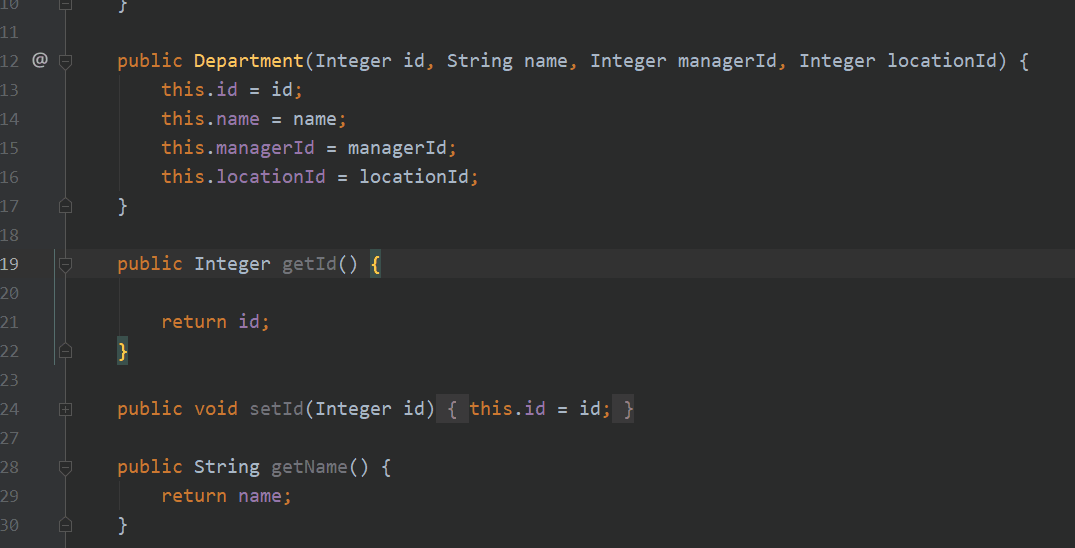 10 }
11
12 @ public Department(Integer id, String name, Integer managerId, Integer locationId) {
13 this.id = id;
14 this.name = name;
15 this.managerId = managerId;
16 this.locationId = locationId;
17 }
18
19 public Integer getId() {
20
21 return id;
22 }
23
24 public void setId(Integer id) { this.id = id; }
27
28 public String getName() {
29 return name;
30 }